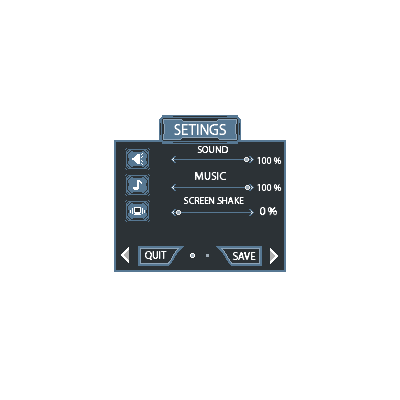 SETINGS
SOUND
100 %
MUSIC
100 %
SCREEN SHAKE
0 %
QUIT
SAVE